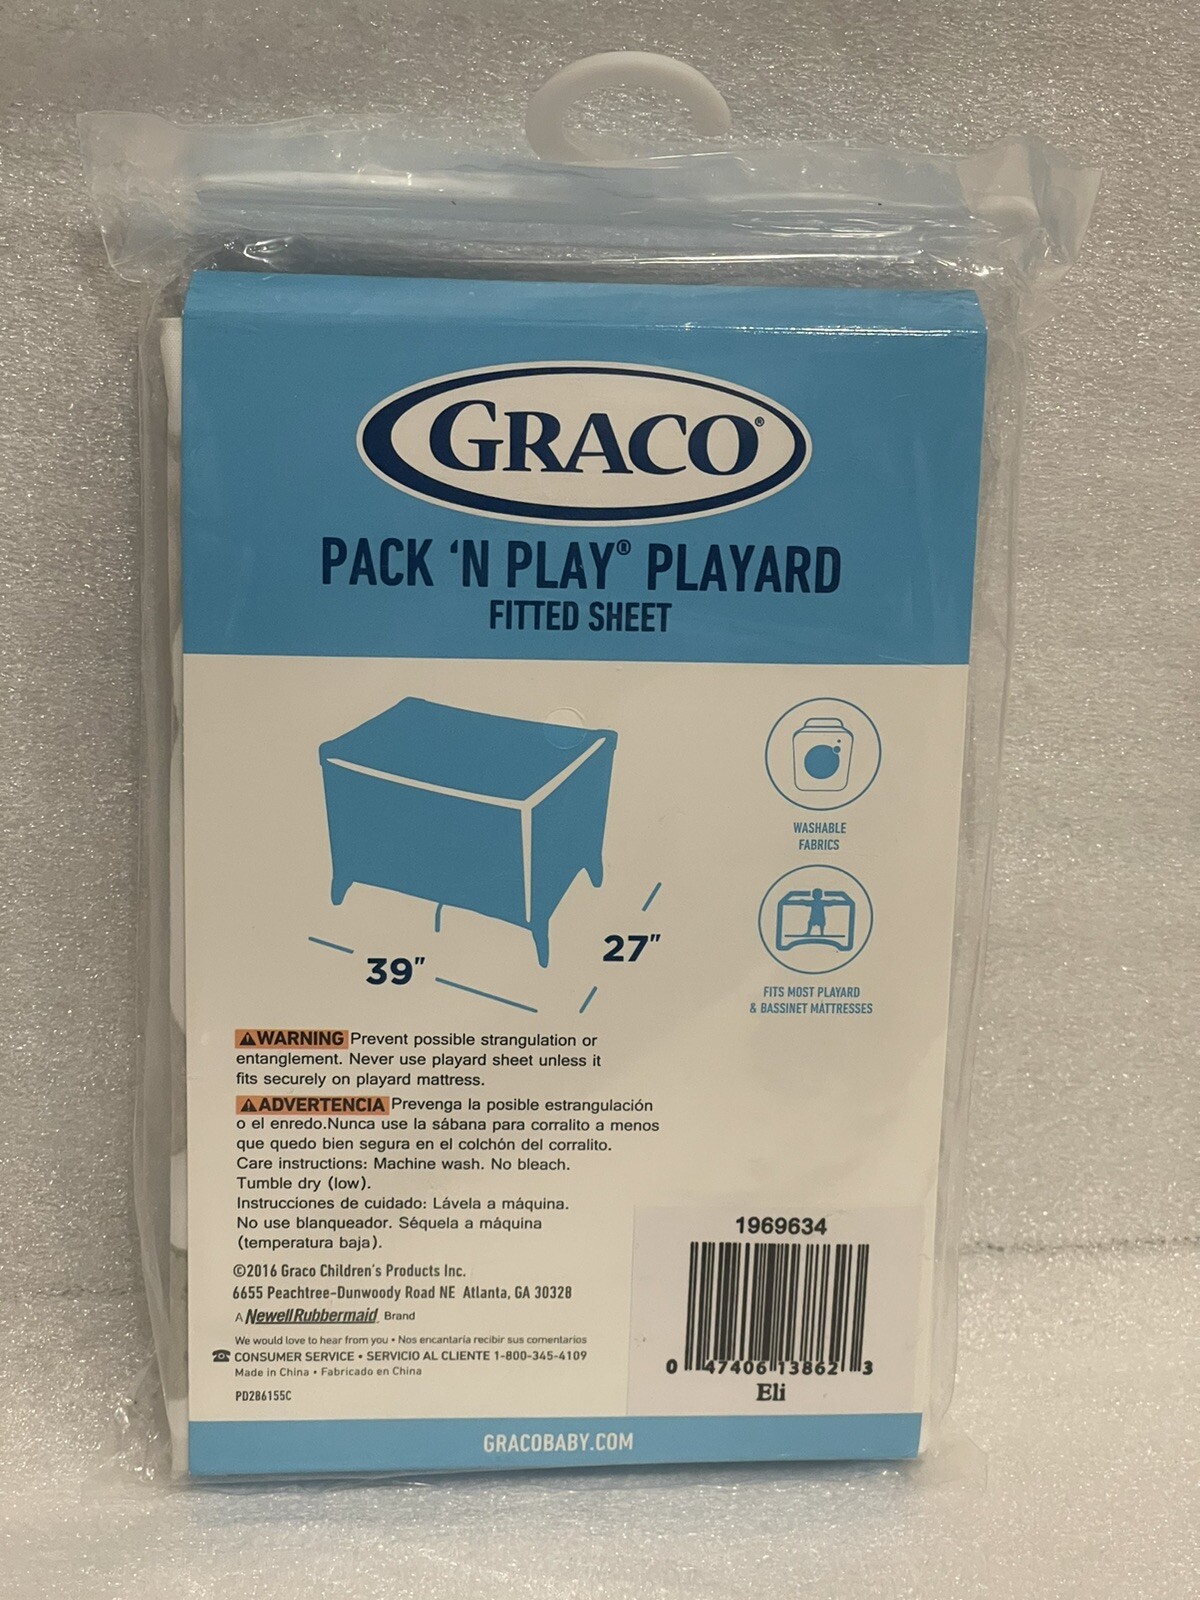 GRACO®
PACK 'N PLAY® PLAYARD
FITTED SHEET
WASHABLE
FABRICS
39"
27"
FITS MOST PLAYARD
& BASSINET MATTRESSES
⚠WARNING Prevent possible strangulation or
entanglement. Never use playard sheet unless it
fits securely on playard mattress.
⚠ADVERTENCIA Prevenga la posible estrangulación
o el enredo.Nunca use la sábana para corralito a menos
que quedo bien segura en el colchón del corralito.
Care instructions: Machine wash. No bleach.
Tumble dry (low).
Instrucciones de cuidado: Lávela a máquina.
No use blanqueador. Séquela a máquina
(temperatura baja).
©2016 Graco Children's Products Inc.
6655 Peachtree-Dunwoody Road NE Atlanta, GA 30328
A NewellRubbermaid Brand
We would love to hear from you • Nos encantaría recibir sus comentarios
☎ CONSUMER SERVICE • SERVICIO AL CLIENTE 1-800-345-4109
Made in China • Fabricado en China
PD286155C
1969634
0 47406 13862 3
Eli
GRACOBABY.COM